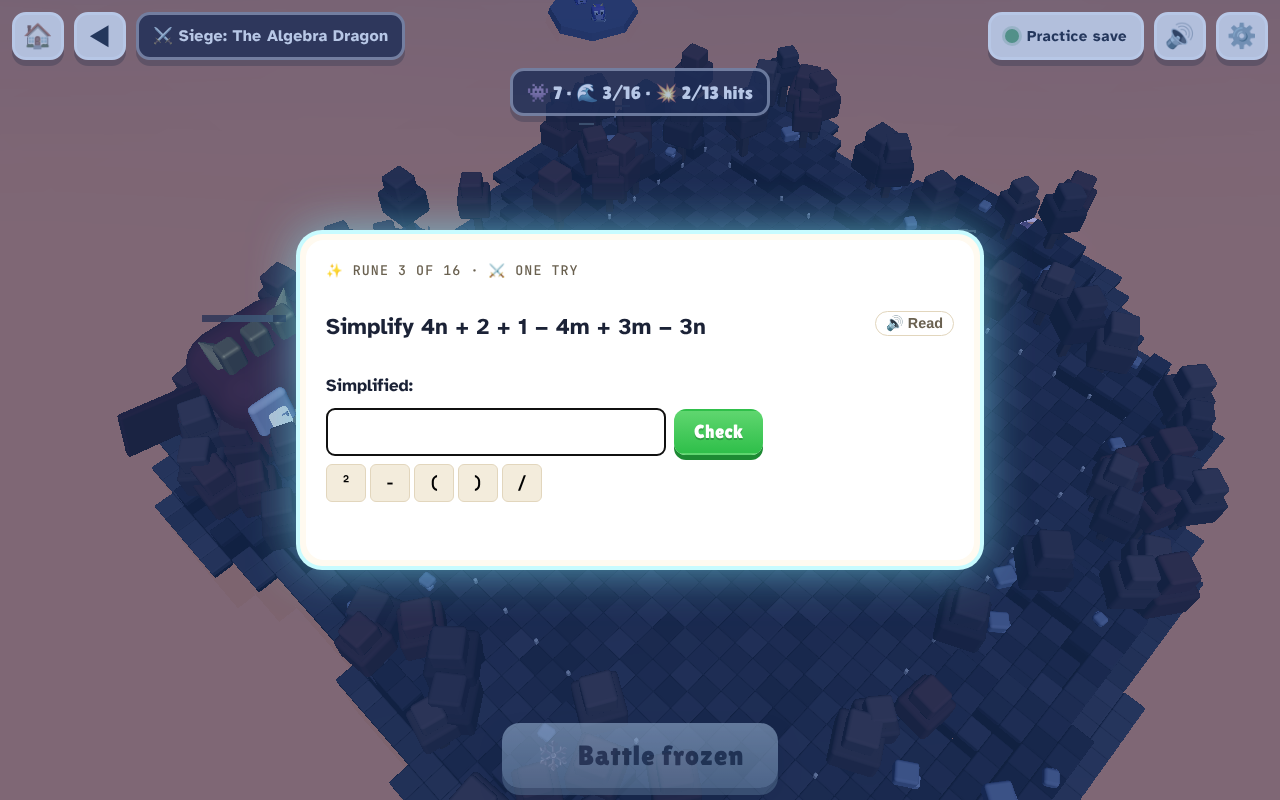 ⚔️ Siege: The Algebra Dragon
Practice save
👾 7 · 🌊 3/16 · 💥 2/13 hits
✨ RUNE 3 OF 16 · ⚔️ ONE TRY
Simplify 4n + 2 + 1 – 4m + 3m – 3n
🔊 Read
Simplified:
Check
² - ( ) /
❄️ Battle frozen